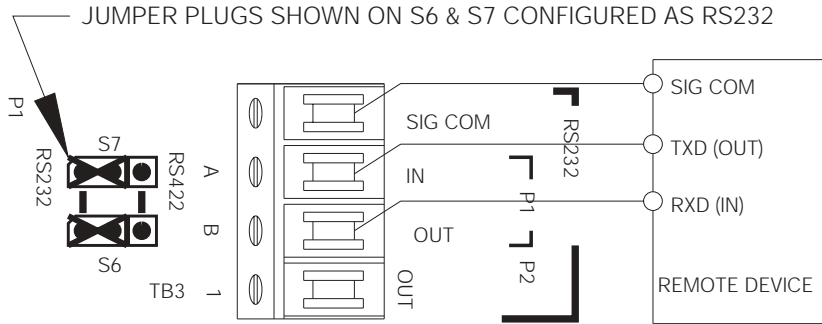 JUMPER PLUGS SHOWN ON S6 & S7 CONFIGURED AS RS232
P1
S7
RS232
RS422
S6
A
B
TB3 1
SIG COM
IN
OUT
OUT
RS232
P1
P2
SIG COM
TXD (OUT)
RXD (IN)
REMOTE DEVICE